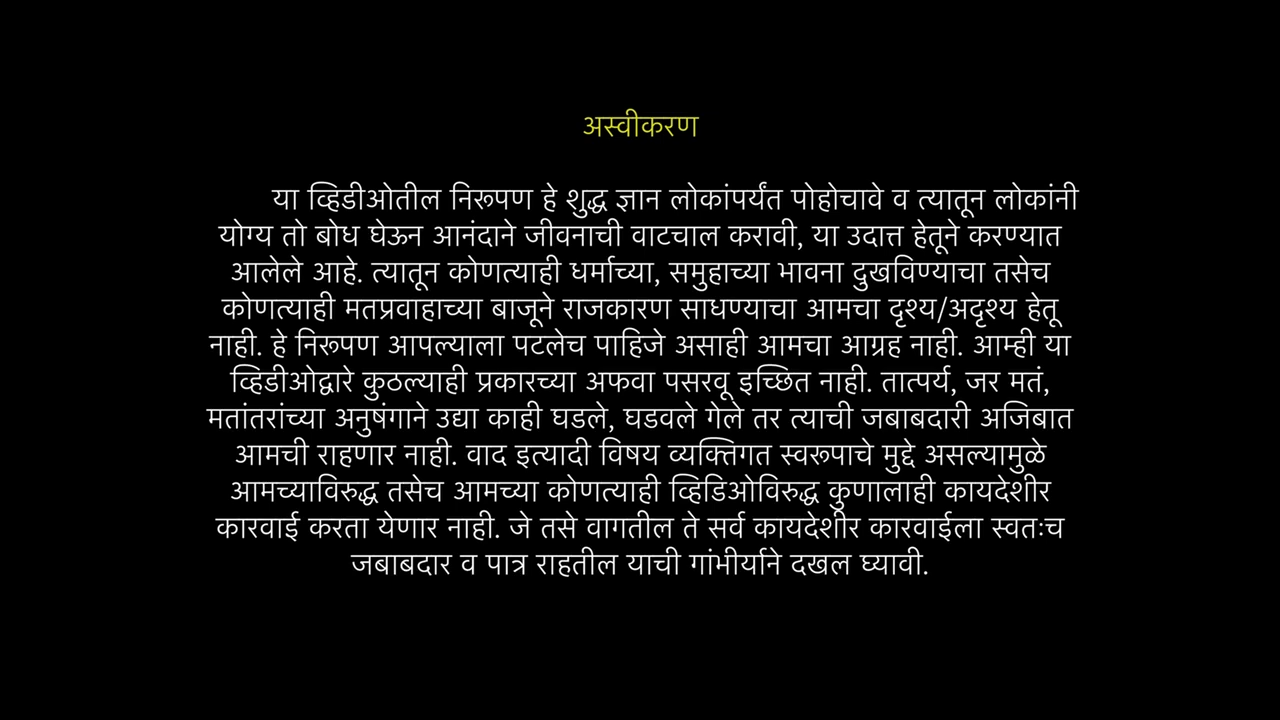 अस्वीकरण
या व्हिडीओतील निरूपण हे शुद्ध ज्ञान लोकांपर्यंत पोहोचावे व त्यातून लोकांनी
योग्य तो बोध घेऊन आनंदाने जीवनाची वाटचाल करावी, या उदात्त हेतूने करण्यात
आलेले आहे. त्यातून कोणत्याही धर्माच्या, समुहाच्या भावना दुखविण्याचा तसेच
कोणत्याही मतप्रवाहाच्या बाजूने राजकारण साधण्याचा आमचा दृश्य/अदृश्य हेतू
नाही. हे निरूपण आपल्याला पटलेच पाहिजे असाही आमचा आग्रह नाही. आम्ही या
व्हिडीओद्वारे कुठल्याही प्रकारच्या अफवा पसरवू इच्छित नाही. तात्पर्य, जर मतं,
मतांतरांच्या अनुषंगाने उद्या काही घडले, घडवले गेले तर त्याची जबाबदारी अजिबात
आमची राहणार नाही. वाद इत्यादी विषय व्यक्तिगत स्वरूपाचे मुद्दे असल्यामुळे
आमच्याविरुद्ध तसेच आमच्या कोणत्याही व्हिडिओविरुद्ध कुणालाही कायदेशीर
कारवाई करता येणार नाही. जे तसे वागतील ते सर्व कायदेशीर कारवाईला स्वतःच
जबाबदार व पात्र राहतील याची गांभीर्याने दखल घ्यावी.